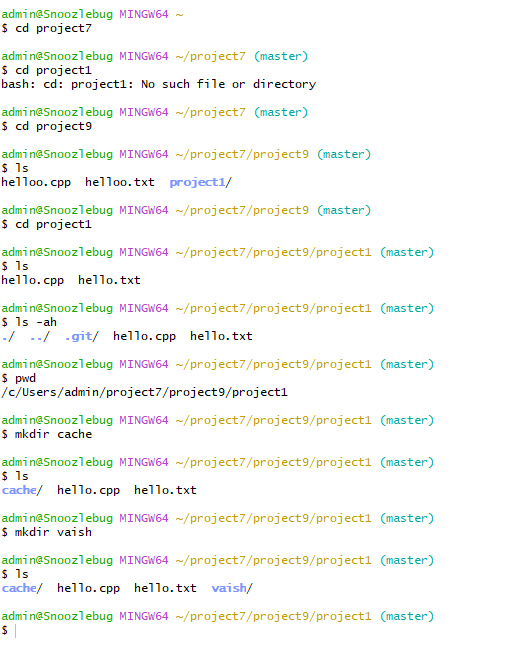 admin@Snoozlebug MINGW64 ~
$ cd project7
admin@Snoozlebug MINGW64 ~/project7 (master)
$ cd project1
bash: cd: project1: No such file or directory
admin@Snoozlebug MINGW64 ~/project7 (master)
$ cd project9
admin@Snoozlebug MINGW64 ~/project7/project9 (master)
$ ls
helloo.cpp  helloo.txt  project1/
admin@Snoozlebug MINGW64 ~/project7/project9 (master)
$ cd project1
admin@Snoozlebug MINGW64 ~/project7/project9/project1 (master)
$ ls
hello.cpp  hello.txt
admin@Snoozlebug MINGW64 ~/project7/project9/project1 (master)
$ ls -ah
./  ../  .git/  hello.cpp  hello.txt
admin@Snoozlebug MINGW64 ~/project7/project9/project1 (master)
$ pwd
/c/Users/admin/project7/project9/project1
admin@Snoozlebug MINGW64 ~/project7/project9/project1 (master)
$ mkdir cache
admin@Snoozlebug MINGW64 ~/project7/project9/project1 (master)
$ ls
cache/  hello.cpp  hello.txt
admin@Snoozlebug MINGW64 ~/project7/project9/project1 (master)
$ mkdir vaish
admin@Snoozlebug MINGW64 ~/project7/project9/project1 (master)
$ ls
cache/  hello.cpp  hello.txt  vaish/
admin@Snoozlebug MINGW64 ~/project7/project9/project1 (master)
$